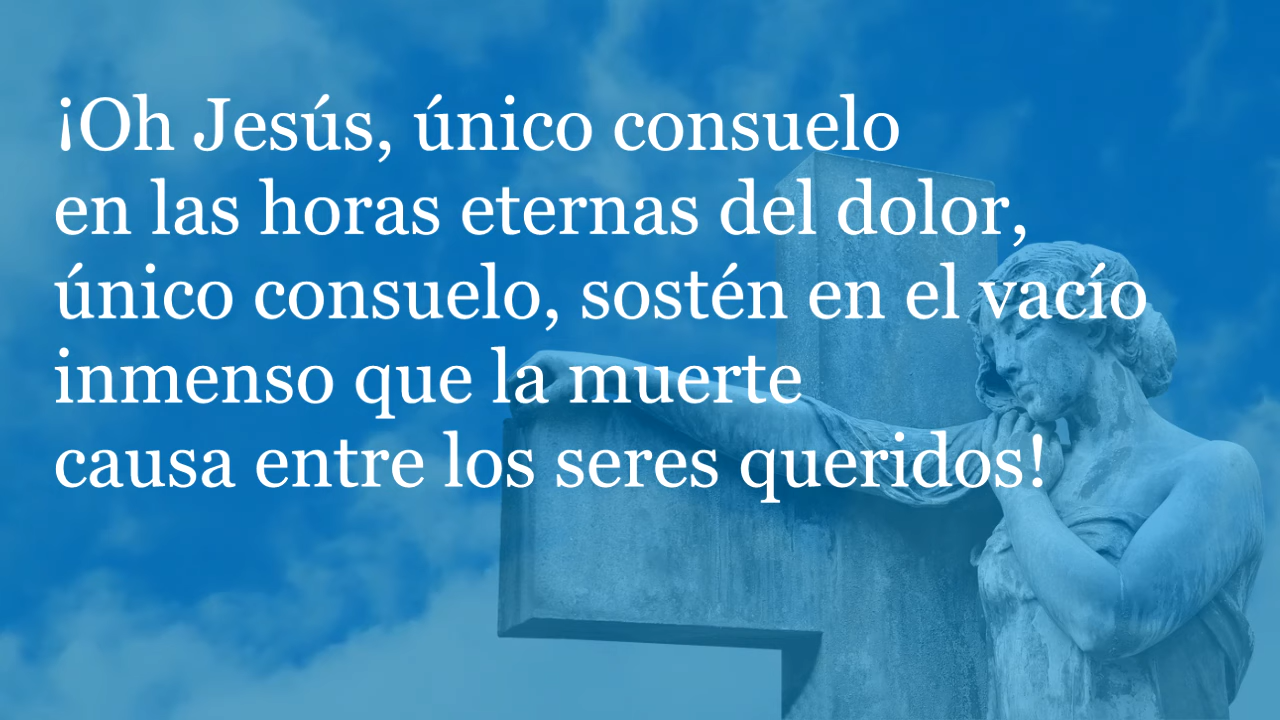 ¡Oh Jesús, único consuelo
en las horas eternas del dolor,
único consuelo, sostén en el vacío
inmenso que la muerte
causa entre los seres queridos!